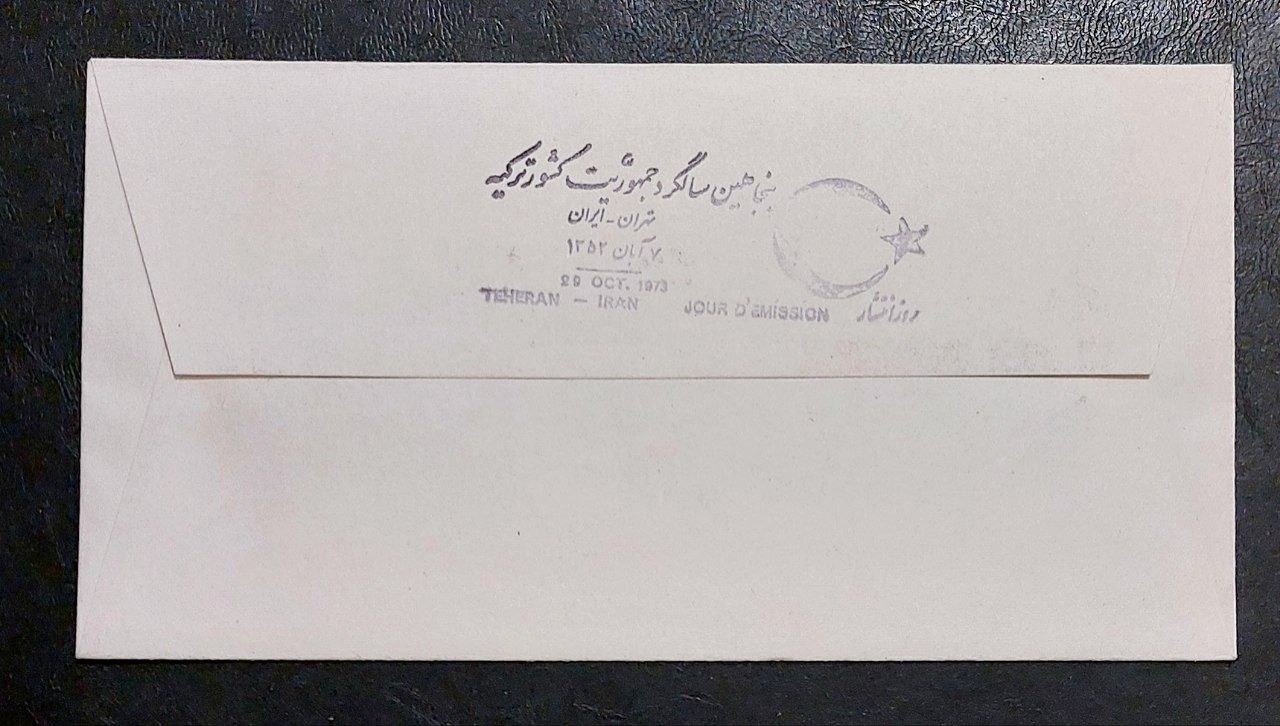 پنجاهمین سالگرد جمهوریت کشور ترکیه
تهران - ایران
۷ آبان ۱۳۵۲
29 OCT. 1973
TEHERAN – IRAN JOUR D'EMISSION روز انتشار